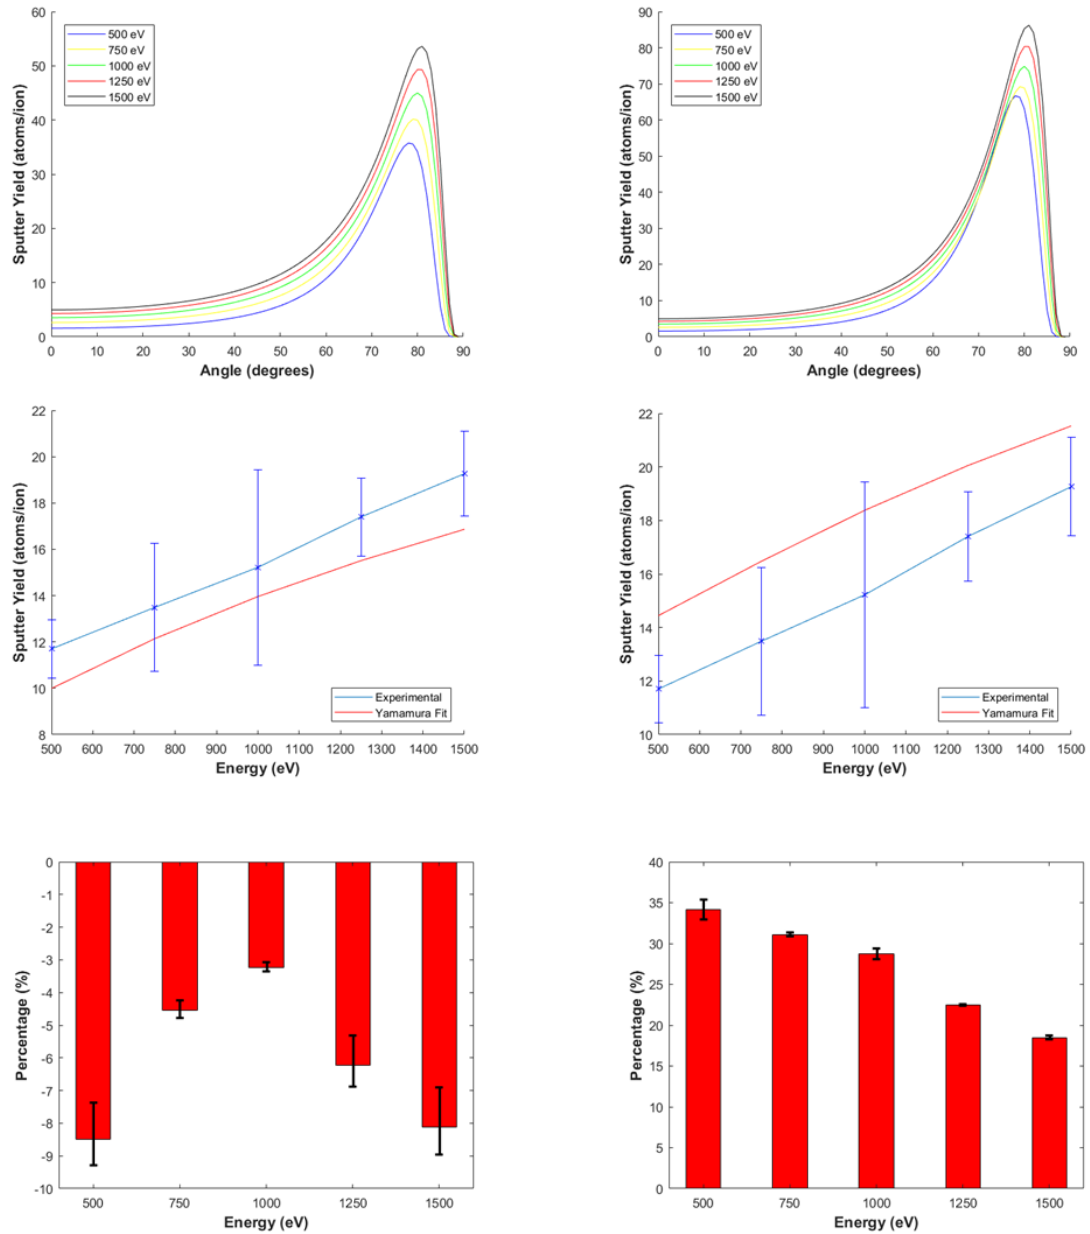 60
50
40
30
20
10
0
Sputter Yield (atoms/ion)
500 eV
750 eV
1000 eV
1250 eV
1500 eV
0 10 20 30 40 50 60 70 80 90
Angle (degrees)
90
80
70
60
50
40
30
20
10
0
Sputter Yield (atoms/ion)
500 eV
750 eV
1000 eV
1250 eV
1500 eV
0 10 20 30 40 50 60 70 80 90
Angle (degrees)
22
20
18
16
14
12
10
8
Sputter Yield (atoms/ion)
Experimental
Yamamura Fit
500 600 700 800 900 1000 1100 1200 1300 1400 1500
Energy (eV)
22
20
18
16
14
12
10
Sputter Yield (atoms/ion)
Experimental
Yamamura Fit
500 600 700 800 900 1000 1100 1200 1300 1400 1500
Energy (eV)
0
-1
-2
-3
-4
-5
-6
-7
-8
-9
-10
Percentage (%)
500 750 1000 1250 1500
Energy (eV)
40
35
30
25
20
15
10
5
0
Percentage (%)
500 750 1000 1250 1500
Energy (eV)